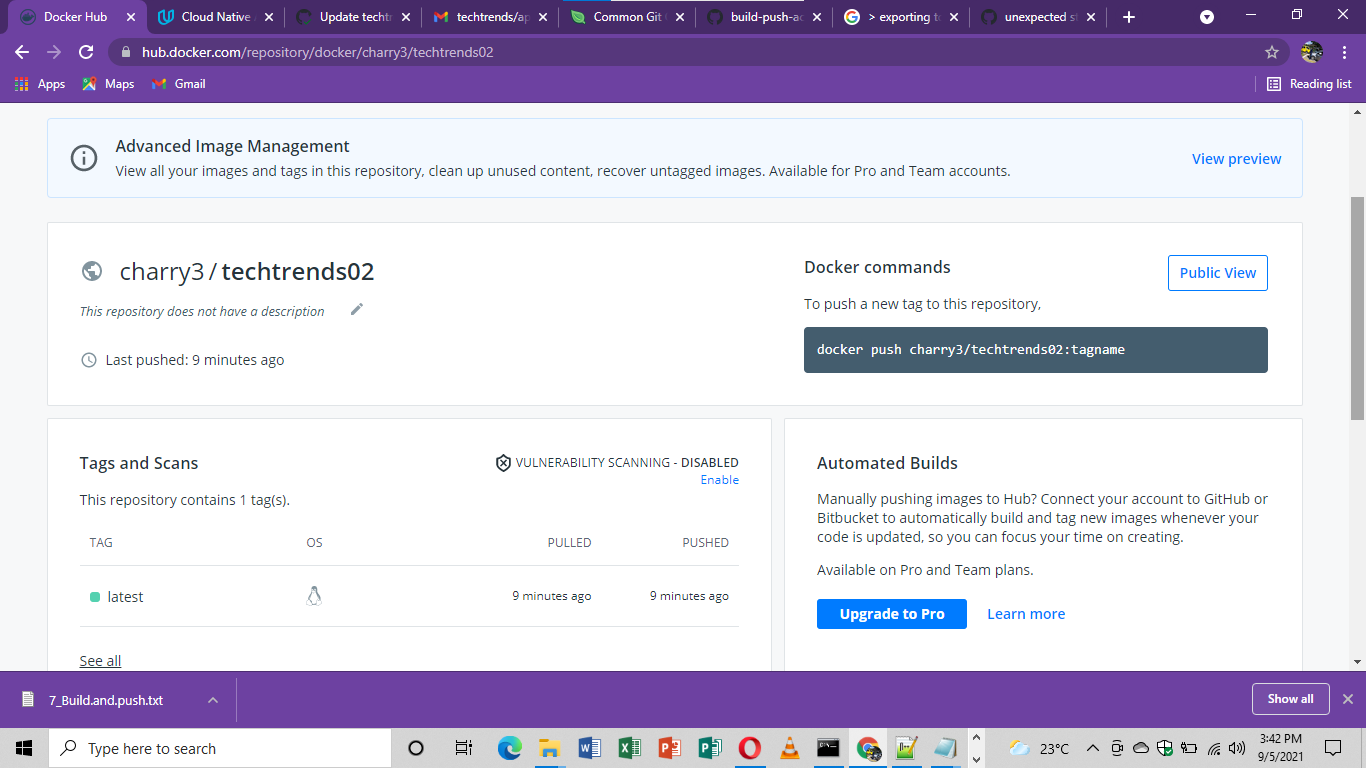 Docker Hub
Cloud Native
Update techtr
techtrends/ap
Common Git
build-push-ac
> exporting to
unexpected st
hub.docker.com/repository/docker/charry3/techtrends02
Apps
Maps
Gmail
Reading list
Advanced Image Management
View all your images and tags in this repository, clean up unused content, recover untagged images. Available for Pro and Team accounts.
View preview
charry3 / techtrends02
This repository does not have a description
Last pushed: 9 minutes ago
Docker commands
Public View
To push a new tag to this repository,
docker push charry3/techtrends02:tagname
Tags and Scans
VULNERABILITY SCANNING - DISABLED
Enable
This repository contains 1 tag(s).
TAG OS PULLED PUSHED
latest 9 minutes ago 9 minutes ago
See all
Automated Builds
Manually pushing images to Hub? Connect your account to GitHub or
Bitbucket to automatically build and tag new images whenever your
code is updated, so you can focus your time on creating.
Available on Pro and Team plans.
Upgrade to Pro
Learn more
7_Build.and.push.txt
Show all
Type here to search
23°C
3:42 PM
9/5/2021